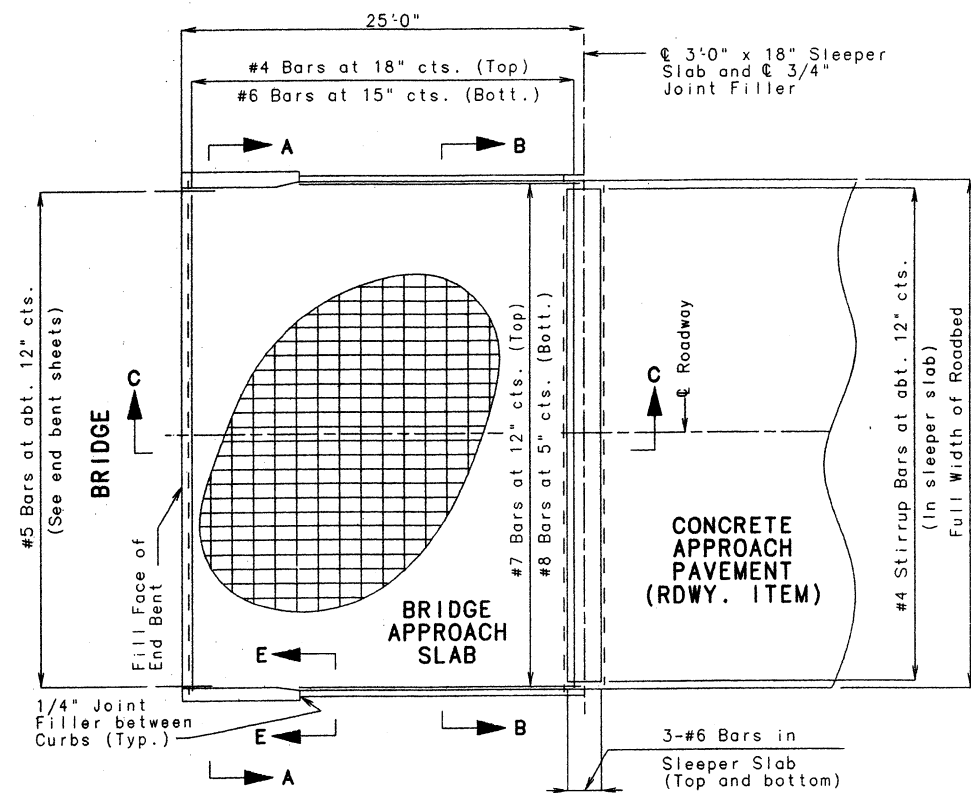 25'-0"
℄ 3'-0" x 18" Sleeper
Slab and ℄ 3/4"
Joint Filler
#4 Bars at 18" cts. (Top)
#6 Bars at 15" cts. (Bott.)
A
B
#5 Bars at abt. 12" cts.
(See end bent sheets)
C
BRIDGE
Fill Face of
End Bent
#7 Bars at 12" cts. (Top)
#8 Bars at 5" cts. (Bott.)
C
℄ Roadway
#4 Stirrup Bars at abt. 12" cts.
(In sleeper slab)
Full Width of Roadbed
CONCRETE
APPROACH
PAVEMENT
(RDWY. ITEM)
BRIDGE
APPROACH
SLAB
E
1/4" Joint
Filler between
Curbs (Typ.)
E
B
A
3-#6 Bars in
Sleeper Slab
(Top and bottom)